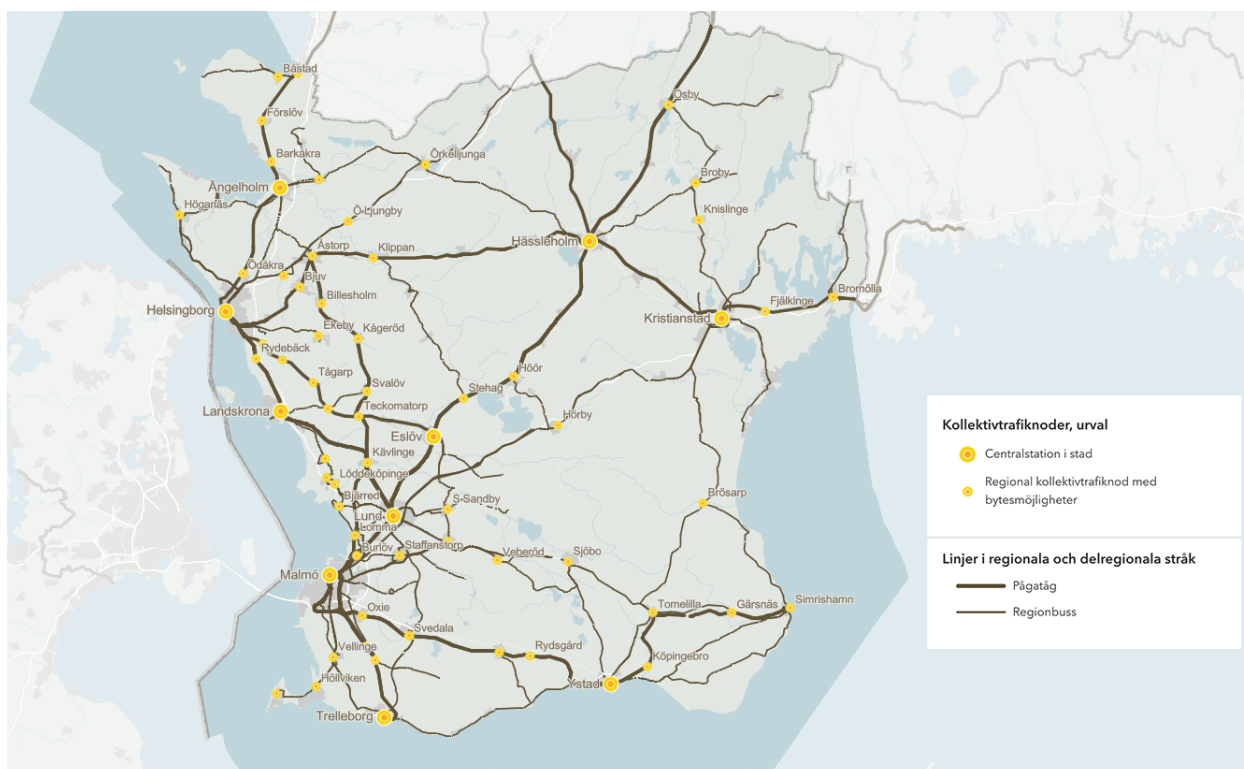 Båstad
Osby
Förslöv
Barkåkra
Örkelljunga
Broby
Ängelholm
Höganäs
Knislinge
Ö Ljungby
Hässleholm
Åstorp
Klippan
Ödåkra
Bjuv
Bromölla
Billesholm
Fjälkinge
Helsingborg
Kristianstad
Ekeby
Kågeröd
Rydebäck
Höör
Tågarp
Svalöv
Stehag
Landskrona
Teckomatorp
Hörby
Eslöv
Kävlinge
Löddeköpinge
Bjärred
S Sandby
Brösarp
Lund
Lomma
Burlöv
Staffanstorp
Veberöd
Sjöbo
Malmö
Oxie
Tomelilla
Gärsnäs
Simrishamn
Svedala
Vellinge
Rydsgård
Köpingebro
Höllviken
Ystad
Trelleborg
Kollektivtrafiknoder, urval
Centralstation i stad
Regional kollektivtrafiknod med
bytesmöjligheter
Linjer i regionala och delregionala stråk
Pågatåg
Regionbuss